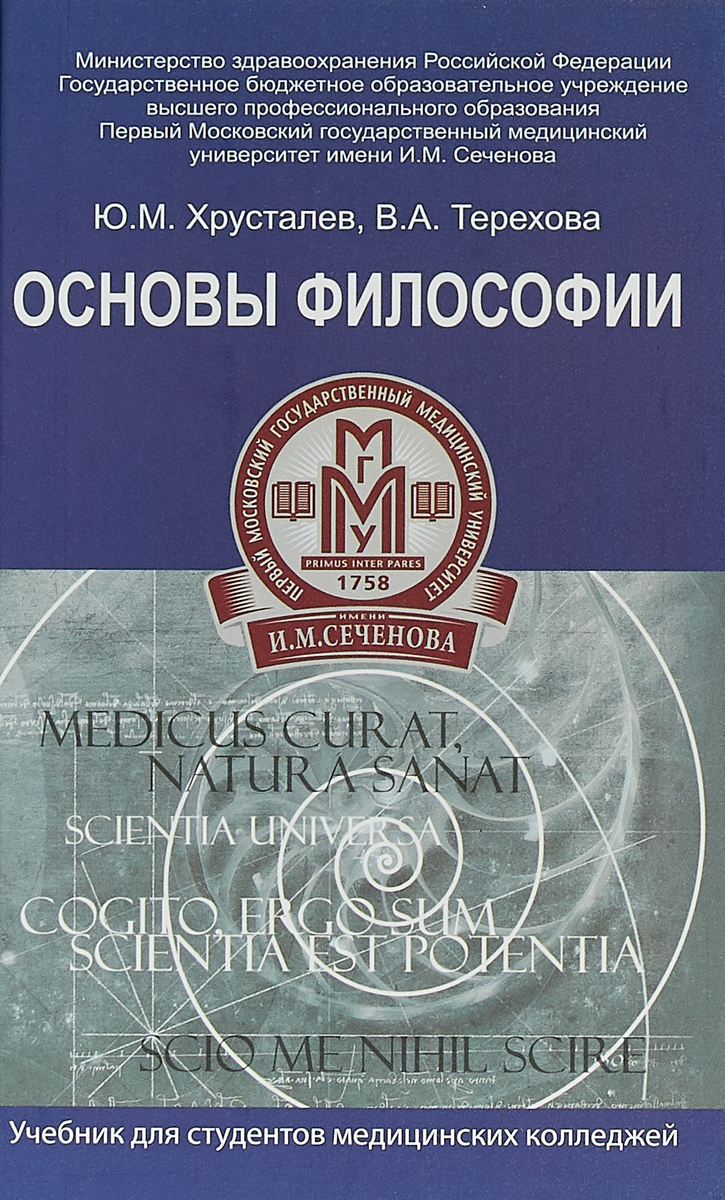 Министерство здравоохранения Российской Федерации
Государственное бюджетное образовательное учреждение
высшего профессионального образования
Первый Московский государственный медицинский
университет имени И.М. Сеченова
Ю.М. Хрусталев, В.А. Терехова
ОСНОВЫ ФИЛОСОФИИ
ПЕРВЫЙ МОСКОВСКИЙ ГОСУДАРСТВЕННЫЙ МЕДИЦИНСКИЙ УНИВЕРСИТЕТ
М
Г
М
У
PRIMUS INTER PARES
1758
ИМЕНИ
И.М.СЕЧЕНОВА
MEDICUS CURAT,
NATURA SANAT
SCIENTIA UNIVERSA
COGITO, ERGO SUM
SCIENTIA EST POTENTIA
SCIO ME NIHIL SCIRE
Учебник для студентов медицинских колледжей